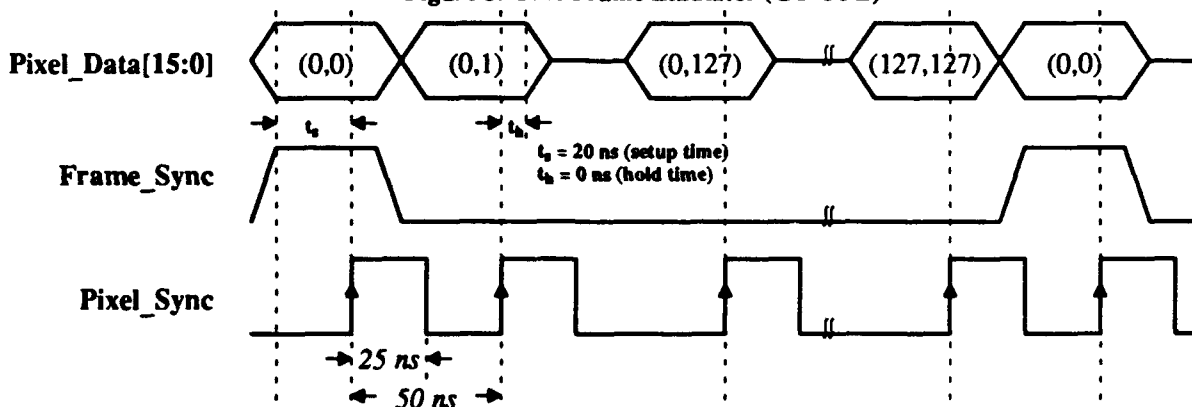 Pixel_Data[15:0] (0,0) (0,1) (0,127) (127,127) (0,0)
t_s t_h
t_s = 20 ns (setup time)
t_h = 0 ns (hold time)
Frame_Sync
Pixel_Sync
25 ns
50 ns